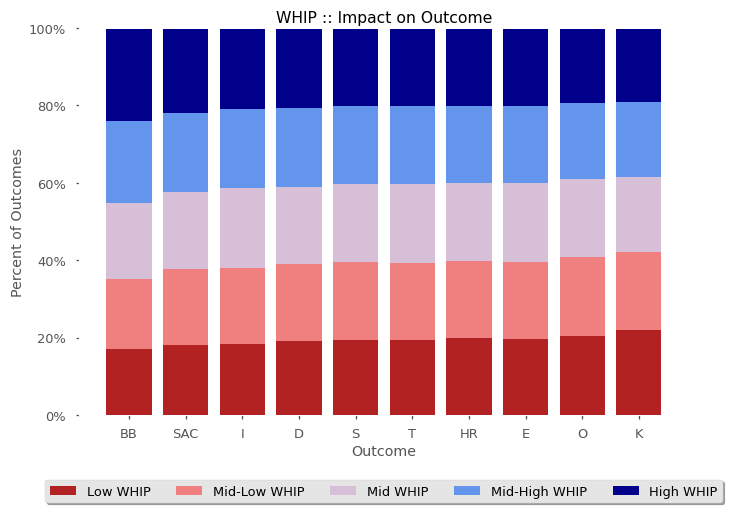 WHIP :: Impact on Outcome
100%
80%
60%
40%
20%
0%
Percent of Outcomes
BB SAC I D S T HR E O K
Outcome
Low WHIP Mid-Low WHIP Mid WHIP Mid-High WHIP High WHIP